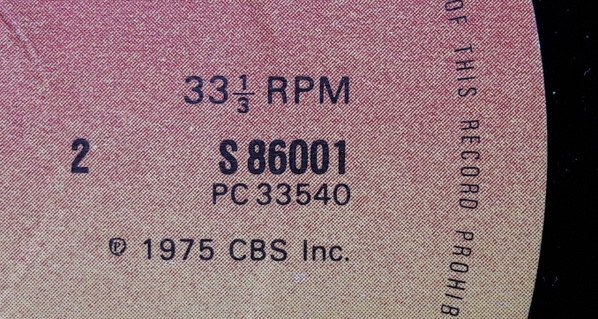 33⅓ RPM
2
S 86001
PC 33540
℗ 1975 CBS Inc.
OF THIS RECORD PROHIB